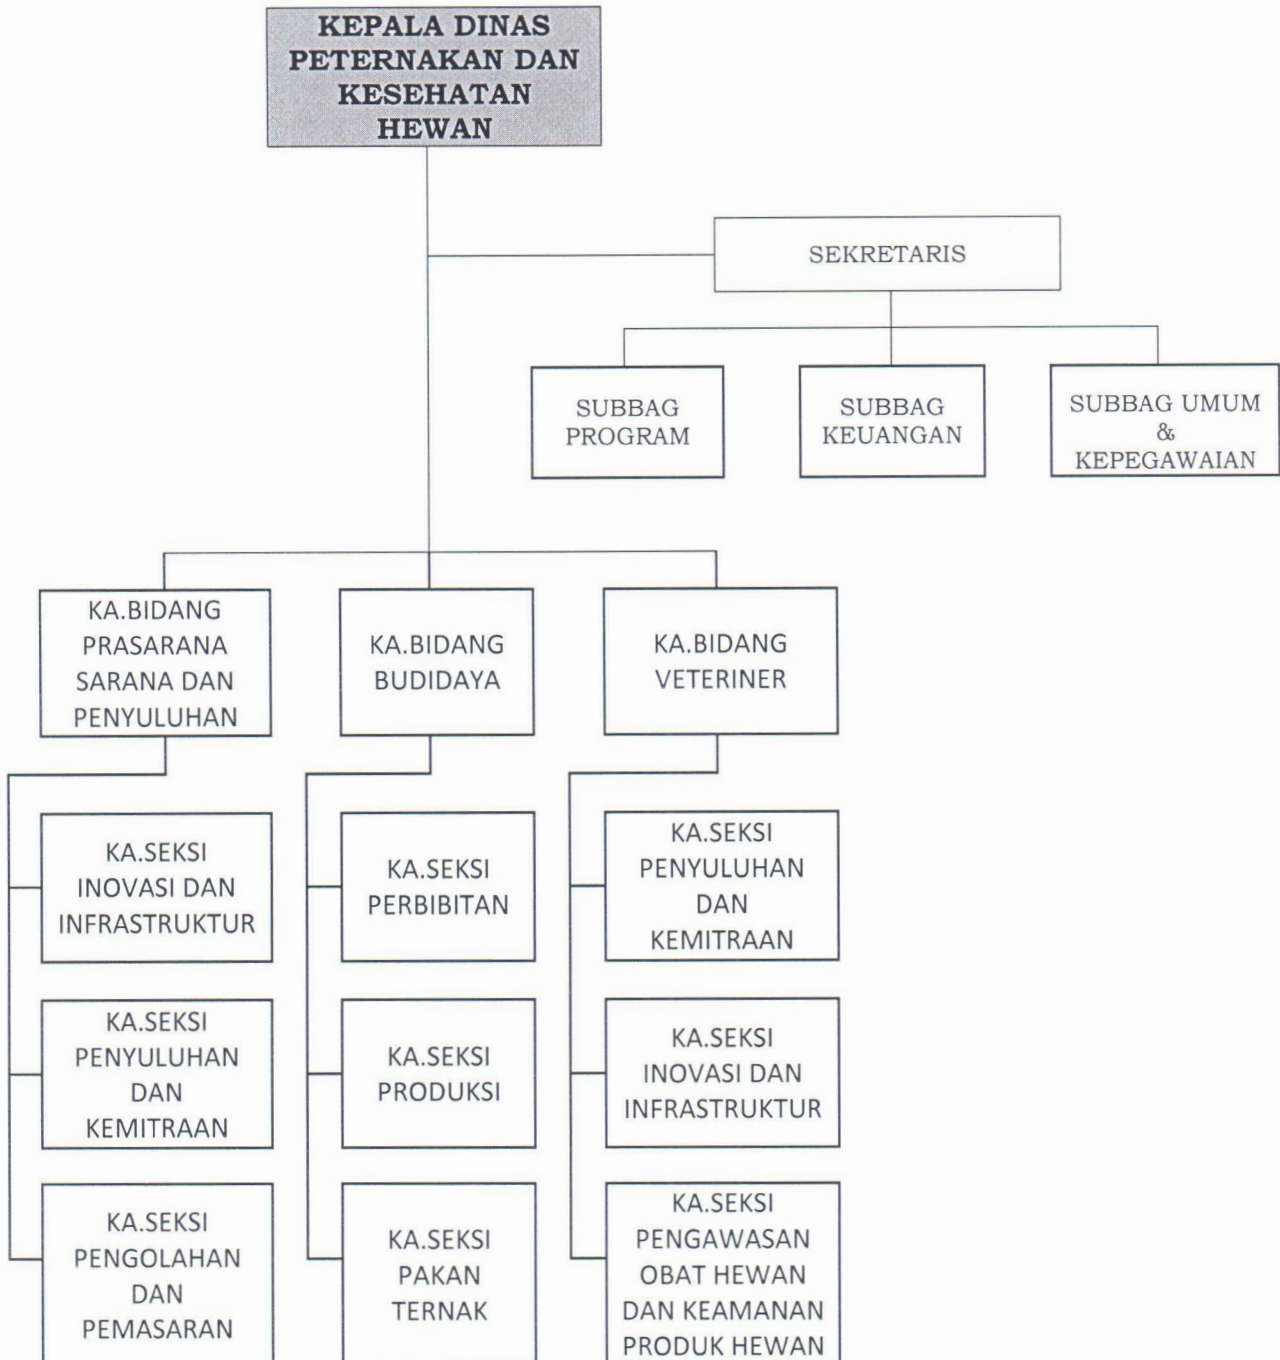 KEPALA DINAS
PETERNAKAN DAN
KESEHATAN
HEWAN
SEKRETARIS
SUBBAG
PROGRAM
SUBBAG
KEUANGAN
SUBBAG UMUM
&
KEPEGAWAIAN
KA.BIDANG
PRASARANA
SARANA DAN
PENYULUHAN
KA.BIDANG
BUDIDAYA
KA.BIDANG
VETERINER
KA.SEKSI
INOVASI DAN
INFRASTRUKTUR
KA.SEKSI
PERBIBITAN
KA.SEKSI
PENYULUHAN
DAN
KEMITRAAN
KA.SEKSI
PENYULUHAN
DAN
KEMITRAAN
KA.SEKSI
PRODUKSI
KA.SEKSI
INOVASI DAN
INFRASTRUKTUR
KA.SEKSI
PENGOLAHAN
DAN
PEMASARAN
KA.SEKSI
PAKAN
TERNAK
KA.SEKSI
PENGAWASAN
OBAT HEWAN
DAN KEAMANAN
PRODUK HEWAN